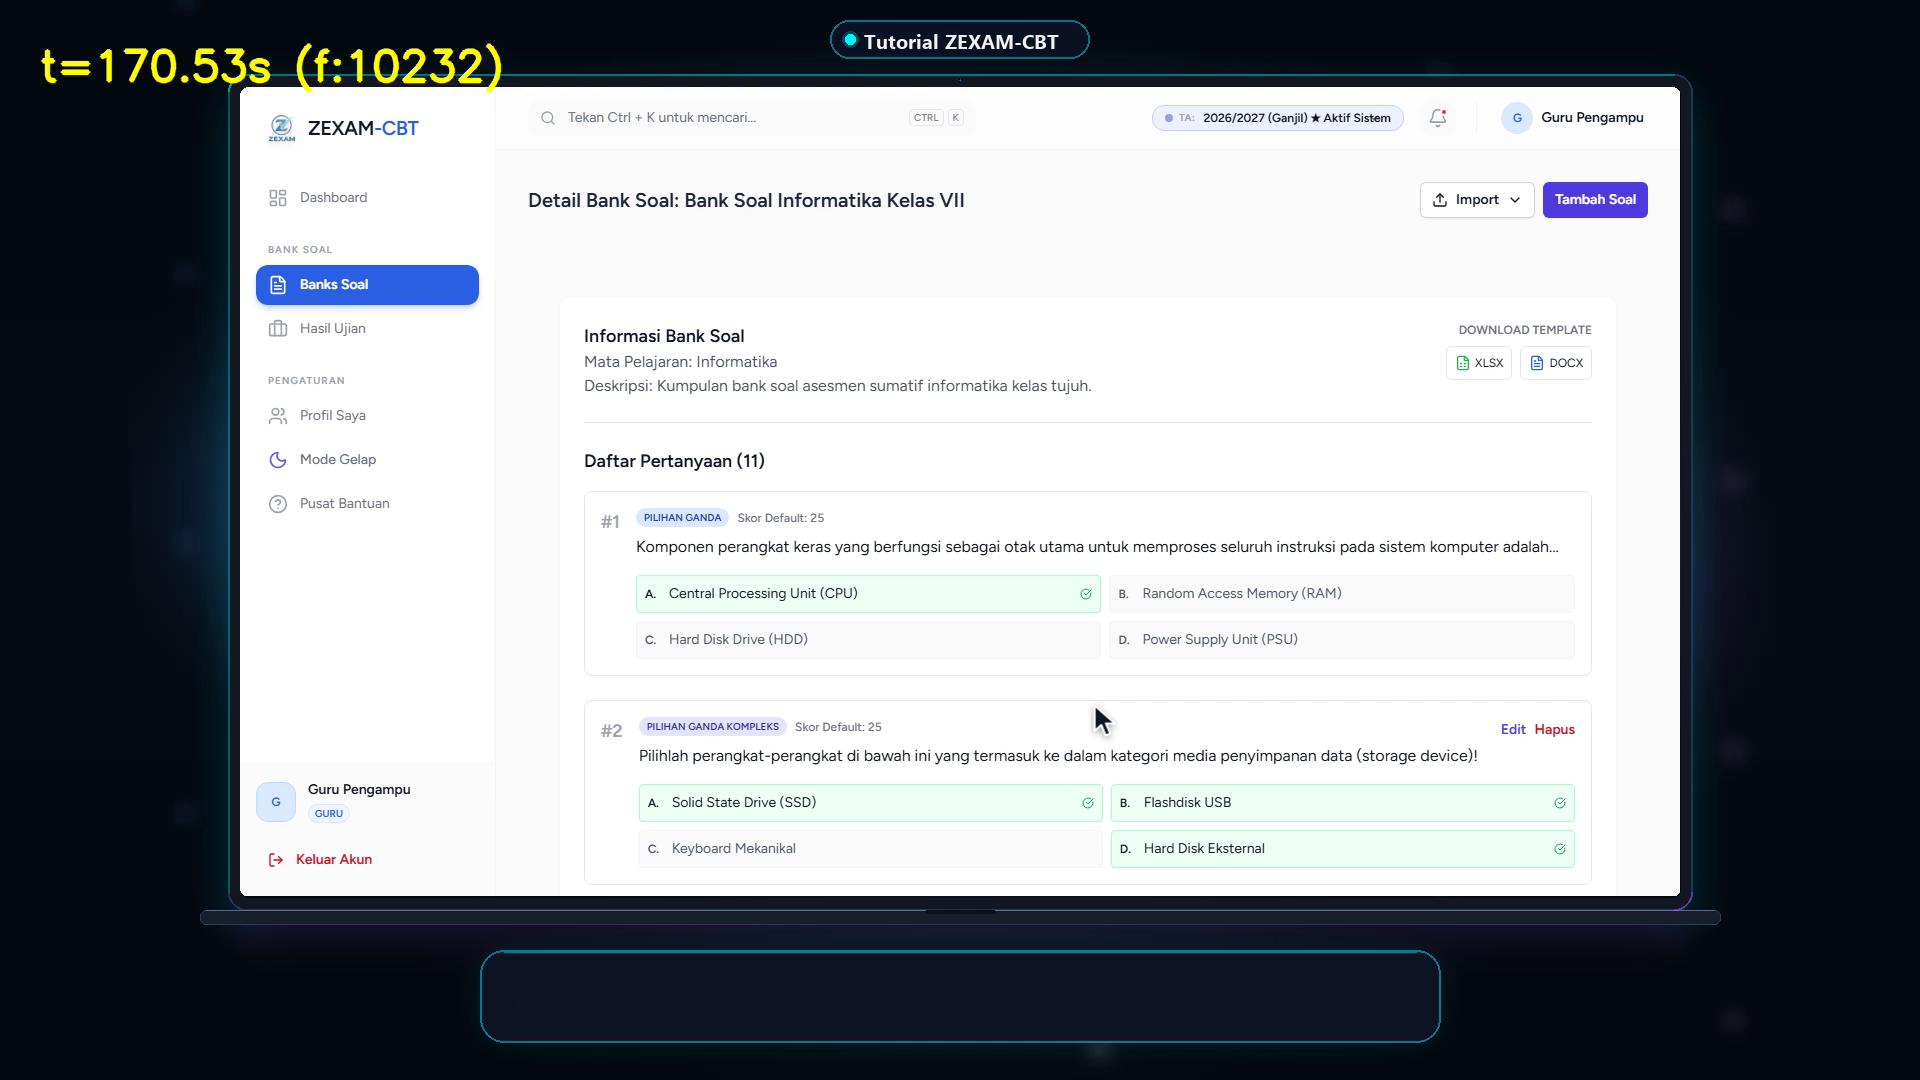 Tutorial ZEXAM-CBT
t=170.53s (f:10232)
ZEXAM
ZEXAM-CBT
Tekan Ctrl + K untuk mencari...
CTRL K
TA: 2026/2027 (Ganjil) ★ Aktif Sistem
G Guru Pengampu
Dashboard
BANK SOAL
Banks Soal
Hasil Ujian
PENGATURAN
Profil Saya
Mode Gelap
Pusat Bantuan
G
Guru Pengampu
GURU
Keluar Akun
Detail Bank Soal: Bank Soal Informatika Kelas VII
Import
Tambah Soal
Informasi Bank Soal
Mata Pelajaran: Informatika
Deskripsi: Kumpulan bank soal asesmen sumatif informatika kelas tujuh.
DOWNLOAD TEMPLATE
XLSX
DOCX
Daftar Pertanyaan (11)
#1 PILIHAN GANDA Skor Default: 25
Komponen perangkat keras yang berfungsi sebagai otak utama untuk memproses seluruh instruksi pada sistem komputer adalah...
A. Central Processing Unit (CPU)
B. Random Access Memory (RAM)
C. Hard Disk Drive (HDD)
D. Power Supply Unit (PSU)
#2 PILIHAN GANDA KOMPLEKS Skor Default: 25
Edit Hapus
Pilihlah perangkat-perangkat di bawah ini yang termasuk ke dalam kategori media penyimpanan data (storage device)!
A. Solid State Drive (SSD)
B. Flashdisk USB
C. Keyboard Mekanikal
D. Hard Disk Eksternal